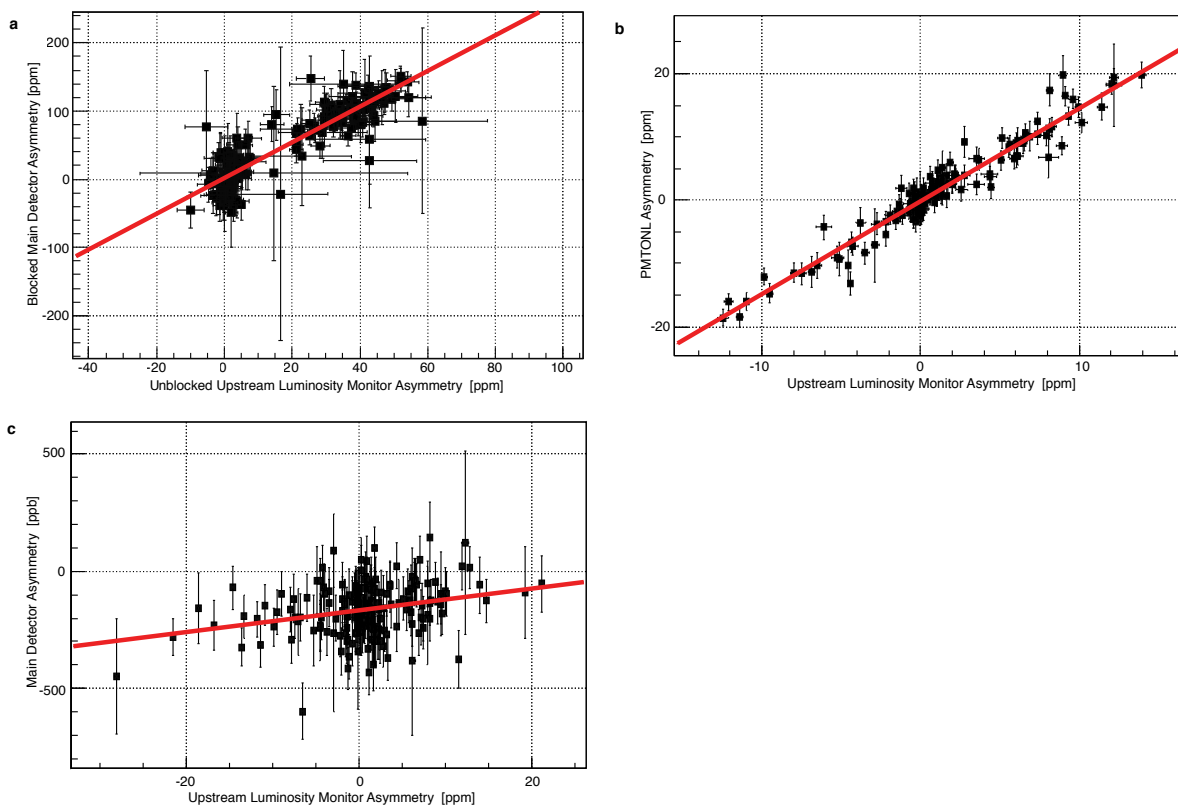 a
Blocked Main Detector Asymmetry [ppm]
200
100
0
-100
-200
-40 -20 0 20 40 60 80 100
Unblocked Upstream Luminosity Monitor Asymmetry [ppm]
b
PMTONL Asymmetry [ppm]
20
0
-20
-10 0 10
Upstream Luminosity Monitor Asymmetry [ppm]
c
Main Detector Asymmetry [ppb]
500
0
-500
-20 0 20
Upstream Luminosity Monitor Asymmetry [ppm]